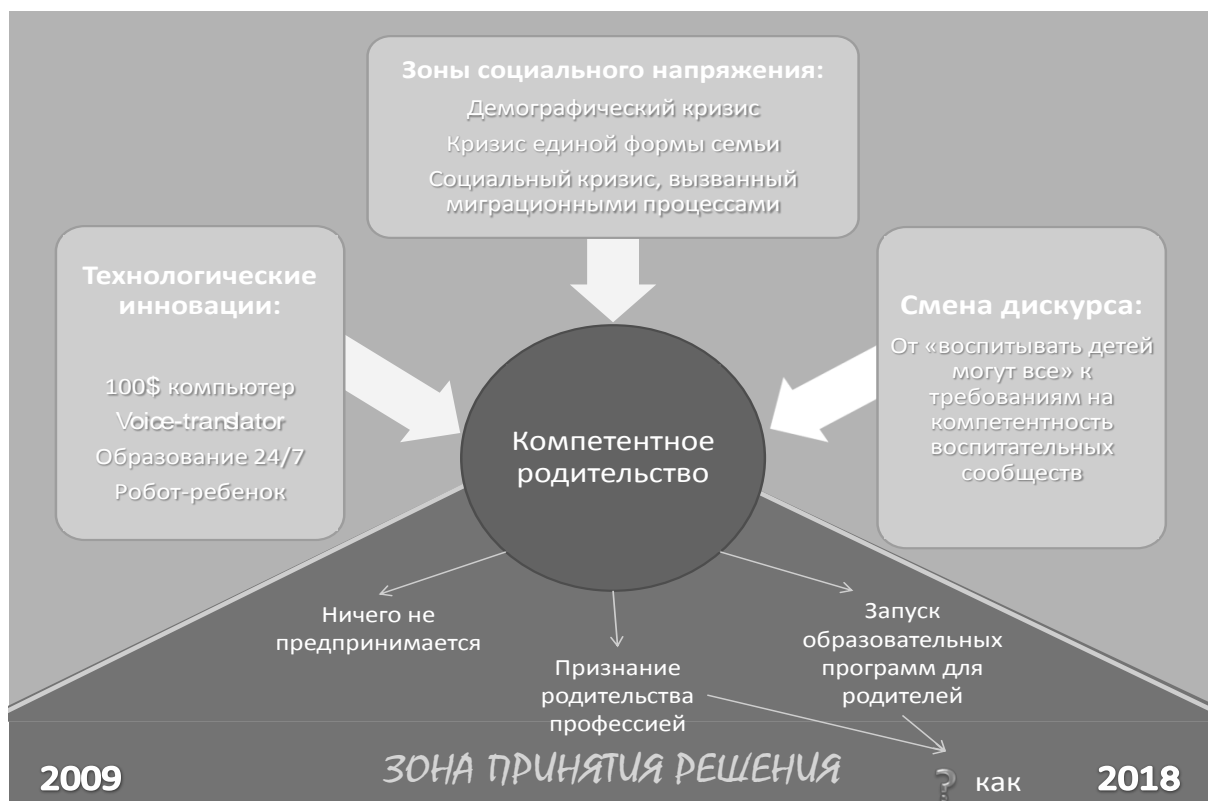 Зоны социального напряжения:
Демографический кризис
Кризис единой формы семьи
Социальный кризис, вызванный
миграционными процессами
Технологические
инновации:
100$ компьютер
Voice-translator
Образование 24/7
Робот-ребенок
Смена дискурса:
От «воспитывать детей
могут все» к
требованиям на
компетентность
воспитательных
сообществ
Компетентное
родительство
Ничего не
предпринимается
Признание
родительства
профессией
Запуск
образовательных
программ для
родителей
2009
ЗОНА ПРИНЯТИЯ РЕШЕНИЯ
? как
2018